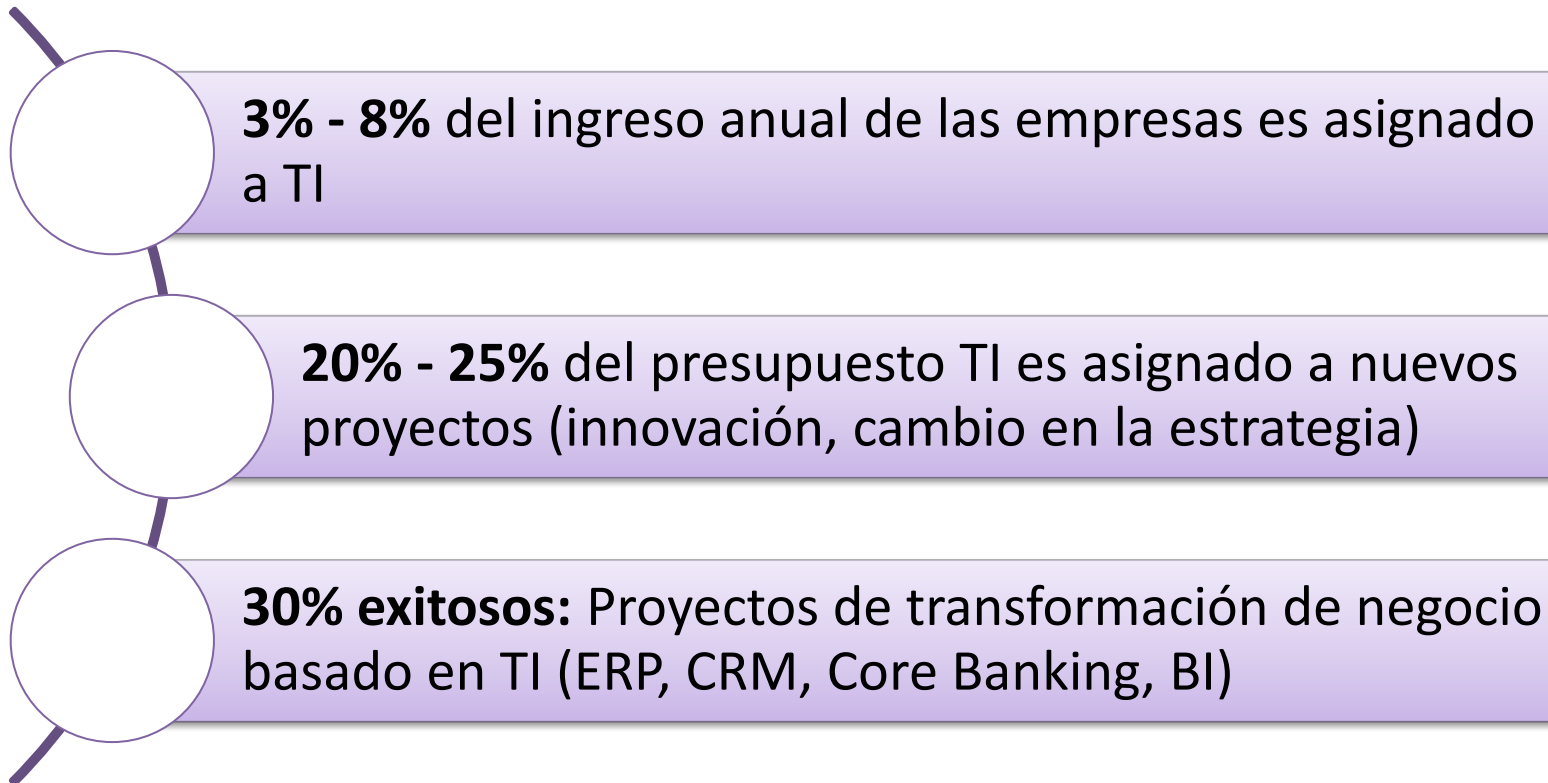 3% - 8% del ingreso anual de las empresas es asignado
a TI
20% - 25% del presupuesto TI es asignado a nuevos
proyectos (innovación, cambio en la estrategia)
30% exitosos: Proyectos de transformación de negocio
basado en TI (ERP, CRM, Core Banking, BI)